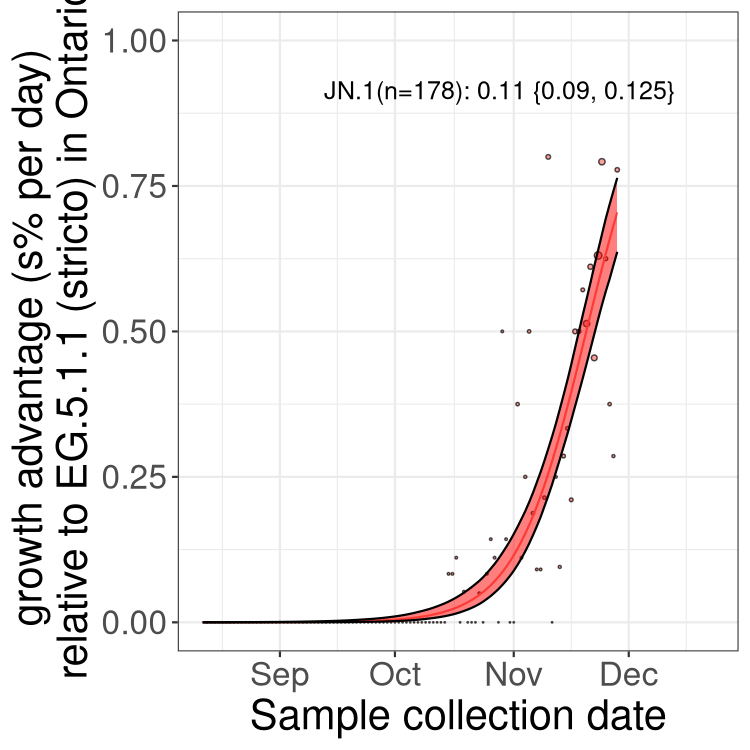 growth advantage (s% per day)
relative to EG.5.1.1 (stricto) in Ontario
1.00
0.75
0.50
0.25
0.00
JN.1(n=178): 0.11 {0.09, 0.125}
Sep Oct Nov Dec
Sample collection date